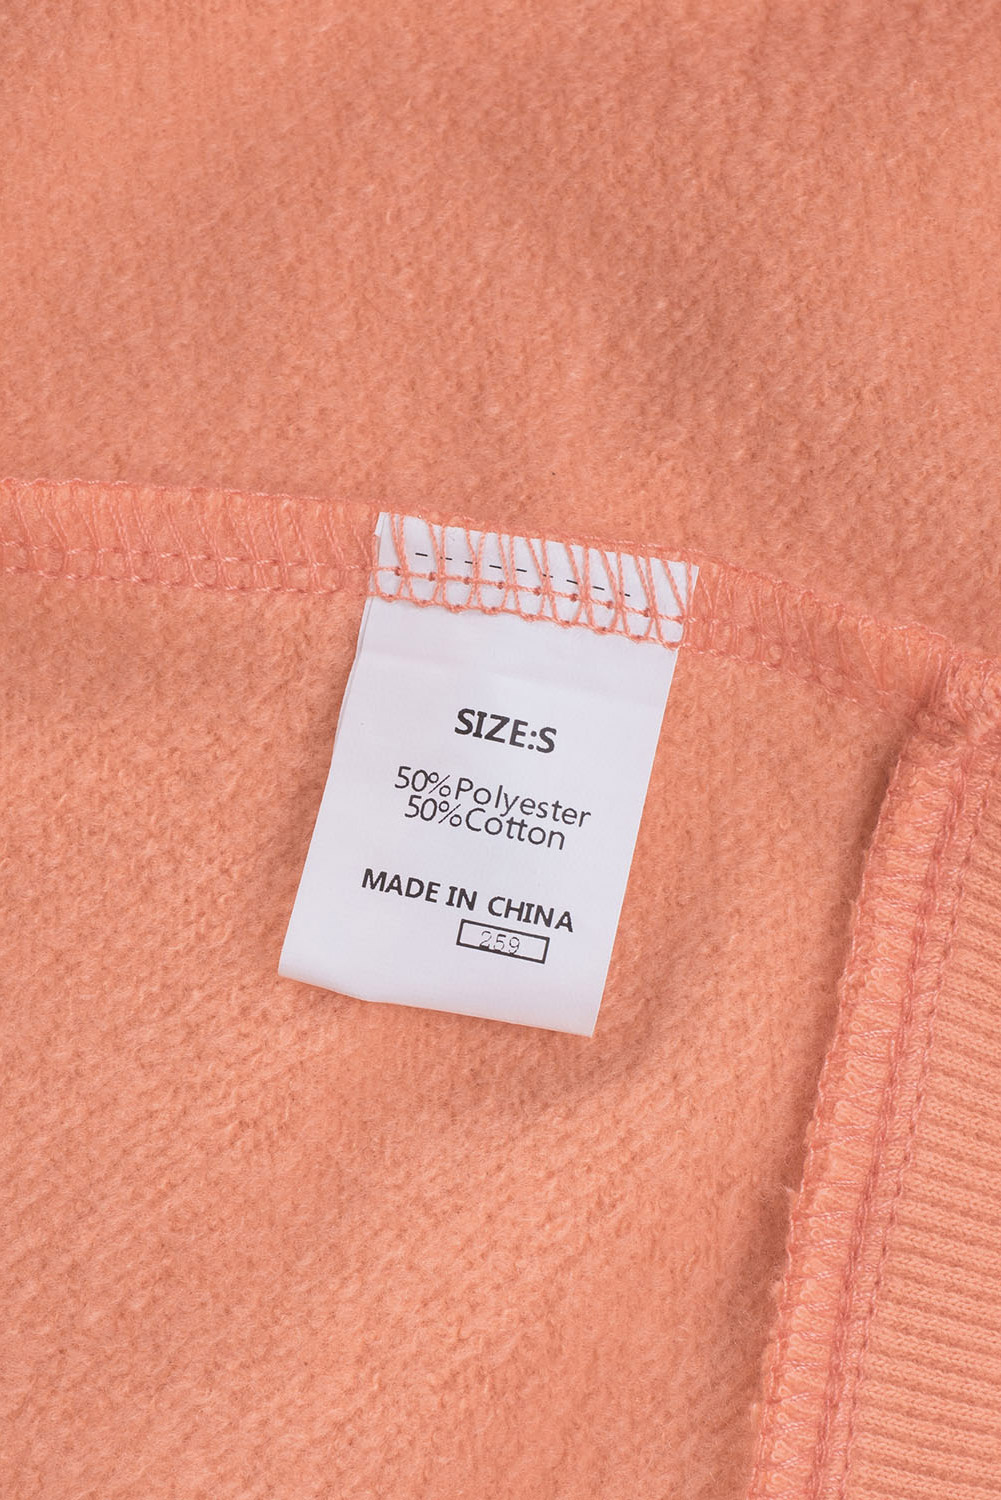 SIZE:S
50%Polyester
50%Cotton
MADE IN CHINA
259